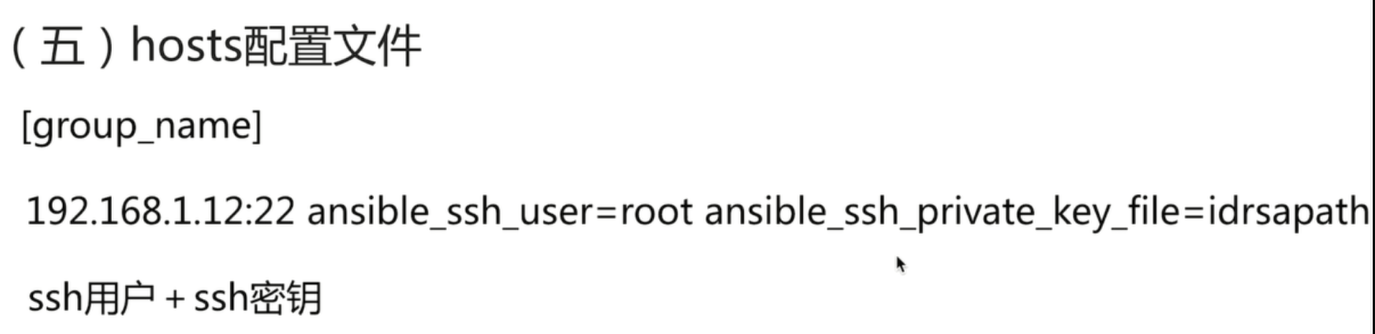 （五）hosts配置文件
[group_name]
192.168.1.12:22 ansible_ssh_user=root ansible_ssh_private_key_file=idrsapath
ssh用户+ssh密钥